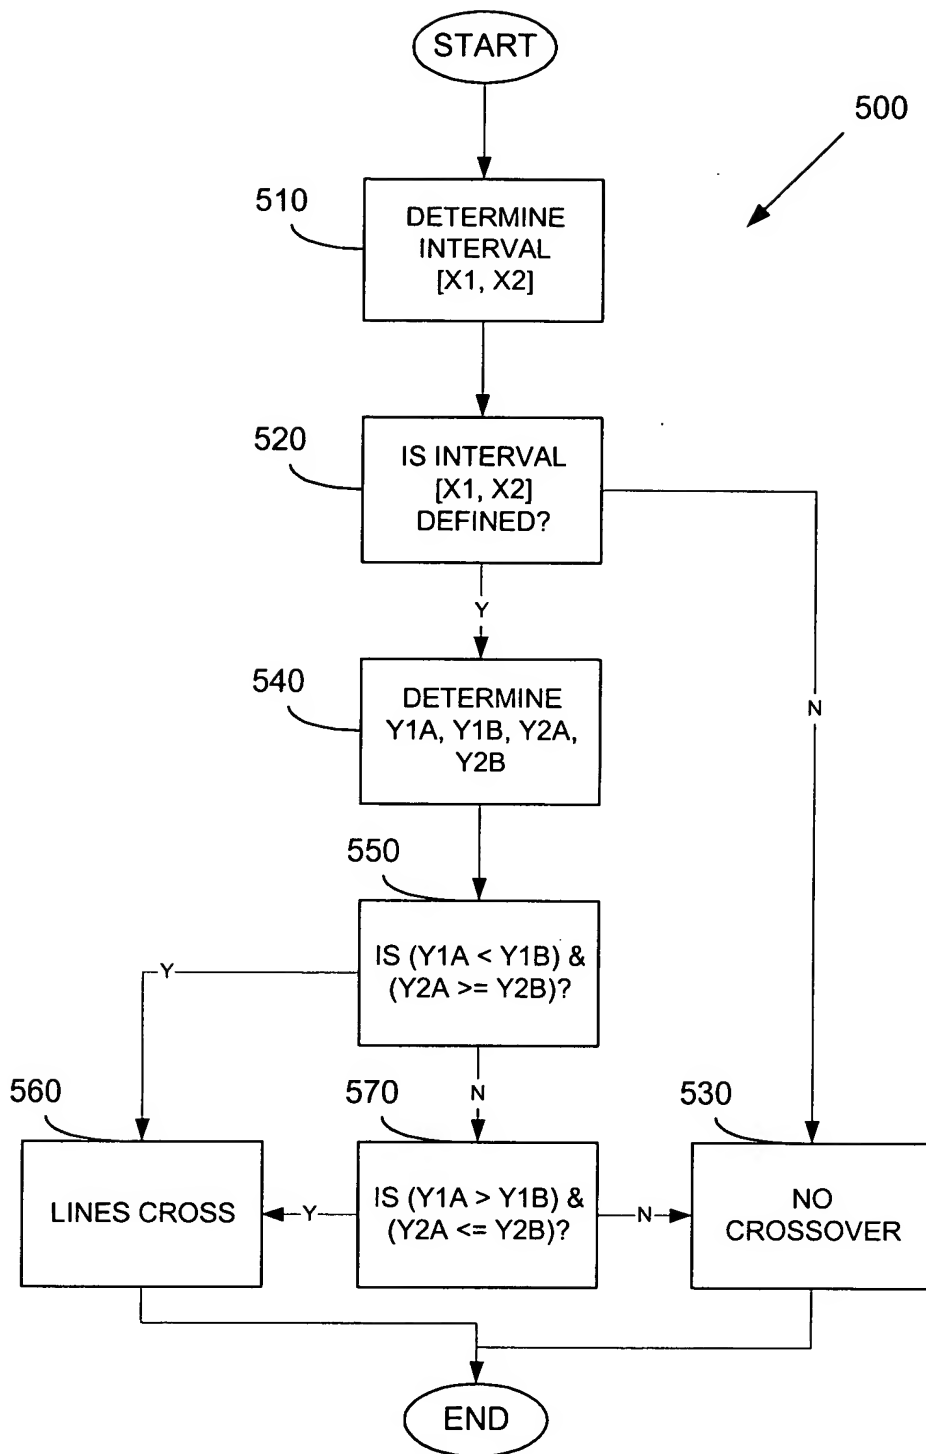 START
500
510
DETERMINE
INTERVAL
[X1, X2]
520
IS INTERVAL
[X1, X2]
DEFINED?
Y
N
540
DETERMINE
Y1A, Y1B, Y2A,
Y2B
550
IS (Y1A < Y1B) &
(Y2A >= Y2B)?
Y
N
560
LINES CROSS
570
IS (Y1A > Y1B) &
(Y2A <= Y2B)?
Y
N
530
NO
CROSSOVER
END